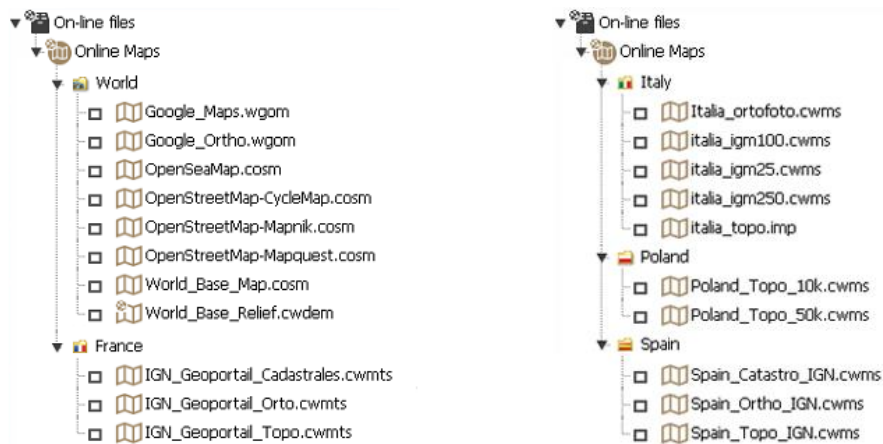 On-line files
Online Maps
World
Google_Maps.wgom
Google_Ortho.wgom
OpenSeaMap.cosm
OpenStreetMap-CycleMap.cosm
OpenStreetMap-Mapnik.cosm
OpenStreetMap-Mapquest.cosm
World_Base_Map.cosm
World_Base_Relief.cwdem
France
IGN_Geoportail_Cadastrales.cwmts
IGN_Geoportail_Orto.cwmts
IGN_Geoportail_Topo.cwmts
On-line files
Online Maps
Italy
Italia_ortofoto.cwms
italia_igm100.cwms
italia_igm25.cwms
italia_igm250.cwms
italia_topo.imp
Poland
Poland_Topo_10k.cwms
Poland_Topo_50k.cwms
Spain
Spain_Catastro_IGN.cwms
Spain_Ortho_IGN.cwms
Spain_Topo_IGN.cwms